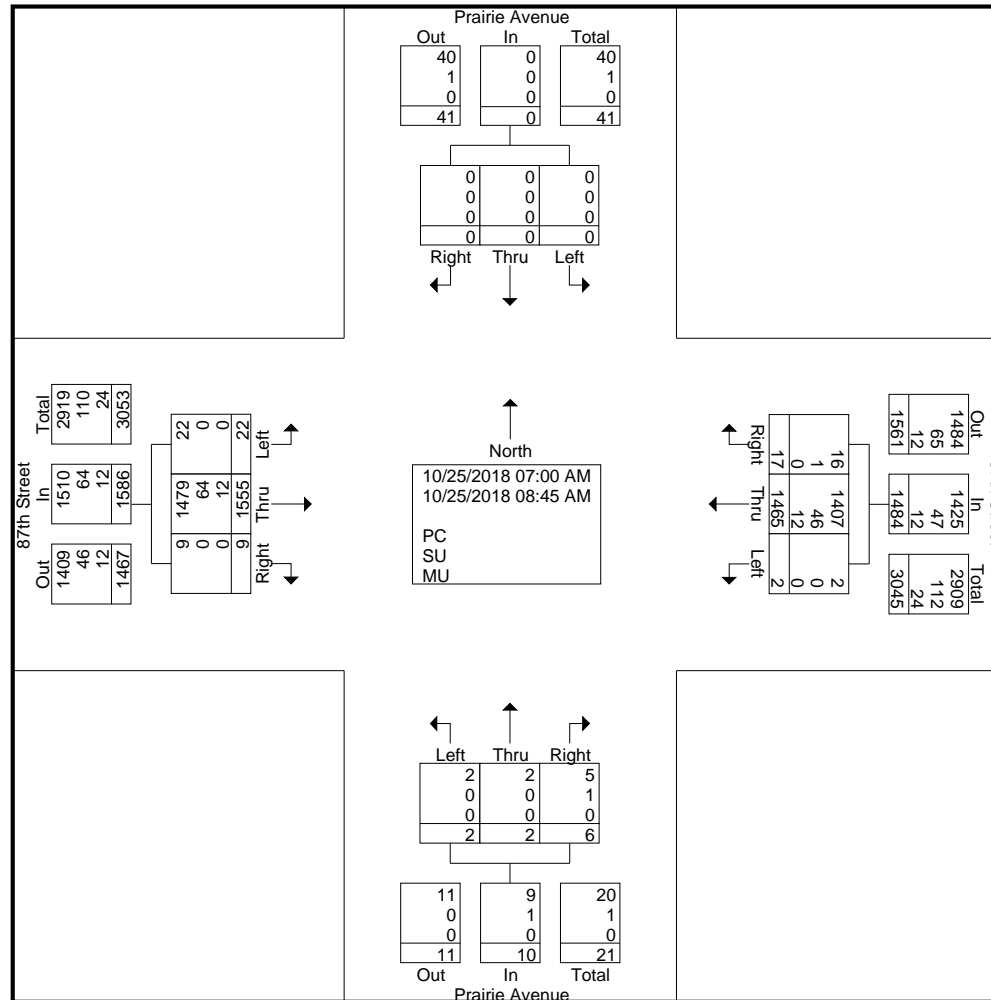 Prairie Avenue
Out In Total
40 0 40
1 0 1
0 0 0
41 0 41
0 0 0
0 0 0
0 0 0
0 0 0
Right Thru Left
87th Street
Total In Out
2919 1510 1409
110 64 46
24 12 12
3053 1586 1467
22 1479 9
0 64 0
0 12 0
22 1555 9
Left Thru Right
North
10/25/2018 07:00 AM
10/25/2018 08:45 AM
PC
SU
MU
Right Thru Left
16 1407 2
1 46 0
0 12 0
17 1465 2
Out In Total
1484 1425 2909
65 47 112
12 12 24
1561 1484 3045
Left Thru Right
2 2 5
0 0 1
0 0 0
2 2 6
11 9 20
0 1 1
0 0 0
11 10 21
Out In Total
Prairie Avenue